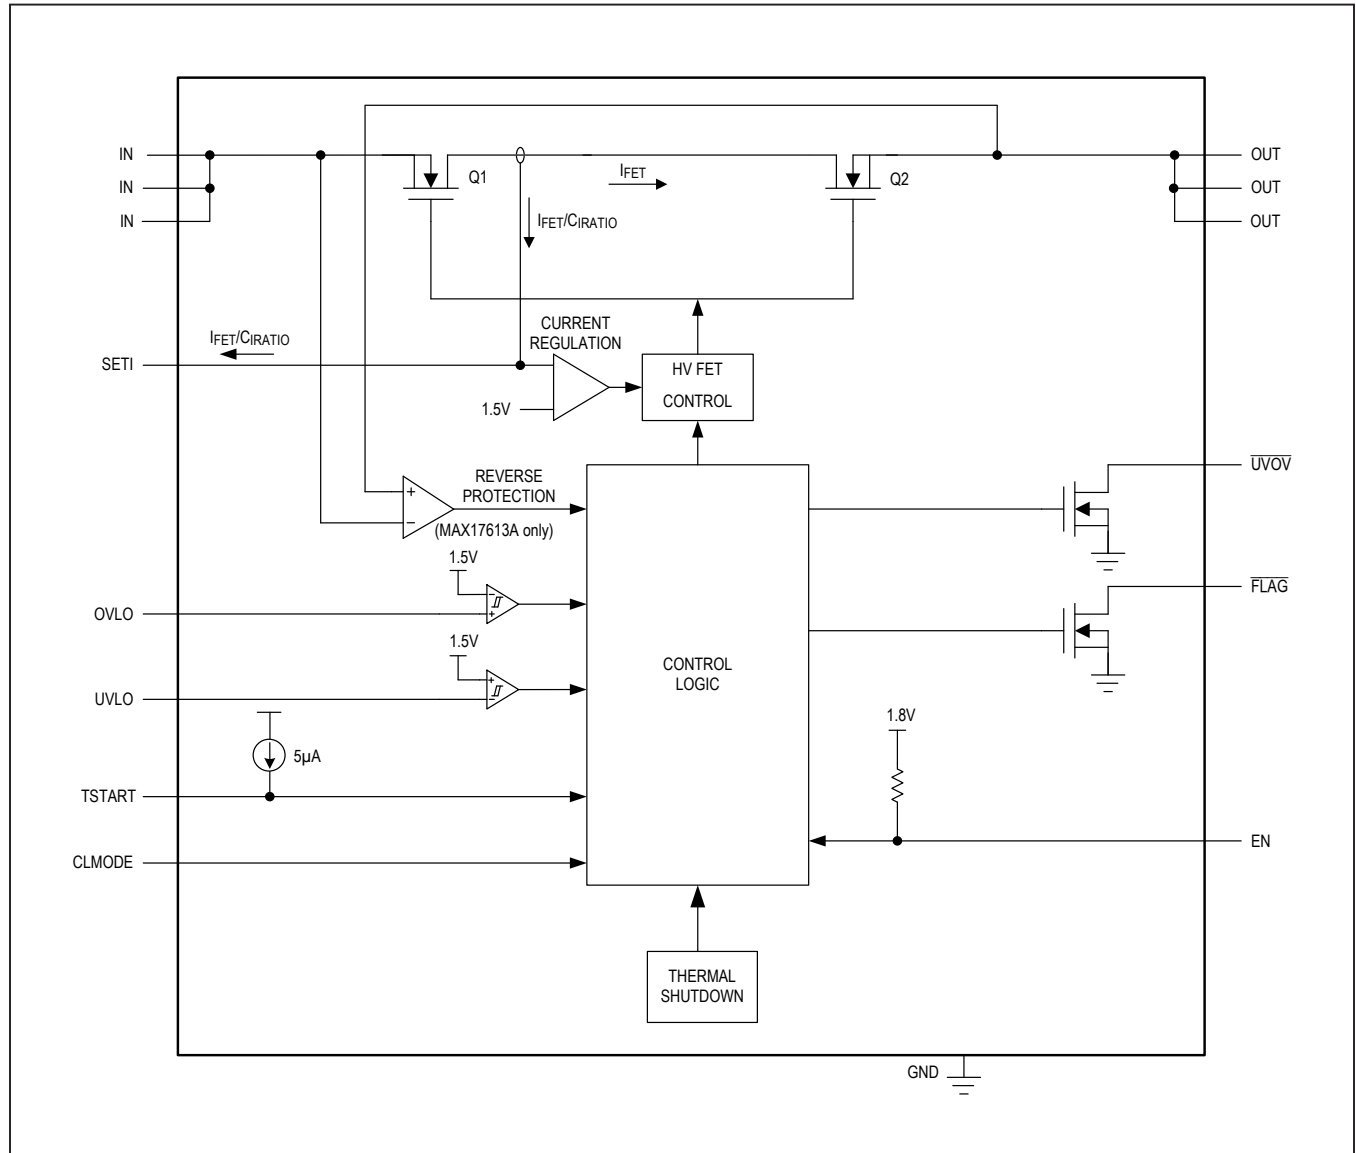 IN
IN
IN
Q1
IFET
Q2
OUT
OUT
OUT
IFET/CIRATIO
IFET/CIRATIO
SETI
CURRENT
REGULATION
1.5V
HV FET
CONTROL
REVERSE
PROTECTION
(MAX17613A only)
+
−
UVOV
1.5V
−
+
OVLO
FLAG
1.5V
+
−
UVLO
CONTROL
LOGIC
5µA
1.8V
TSTART
EN
CLMODE
THERMAL
SHUTDOWN
GND